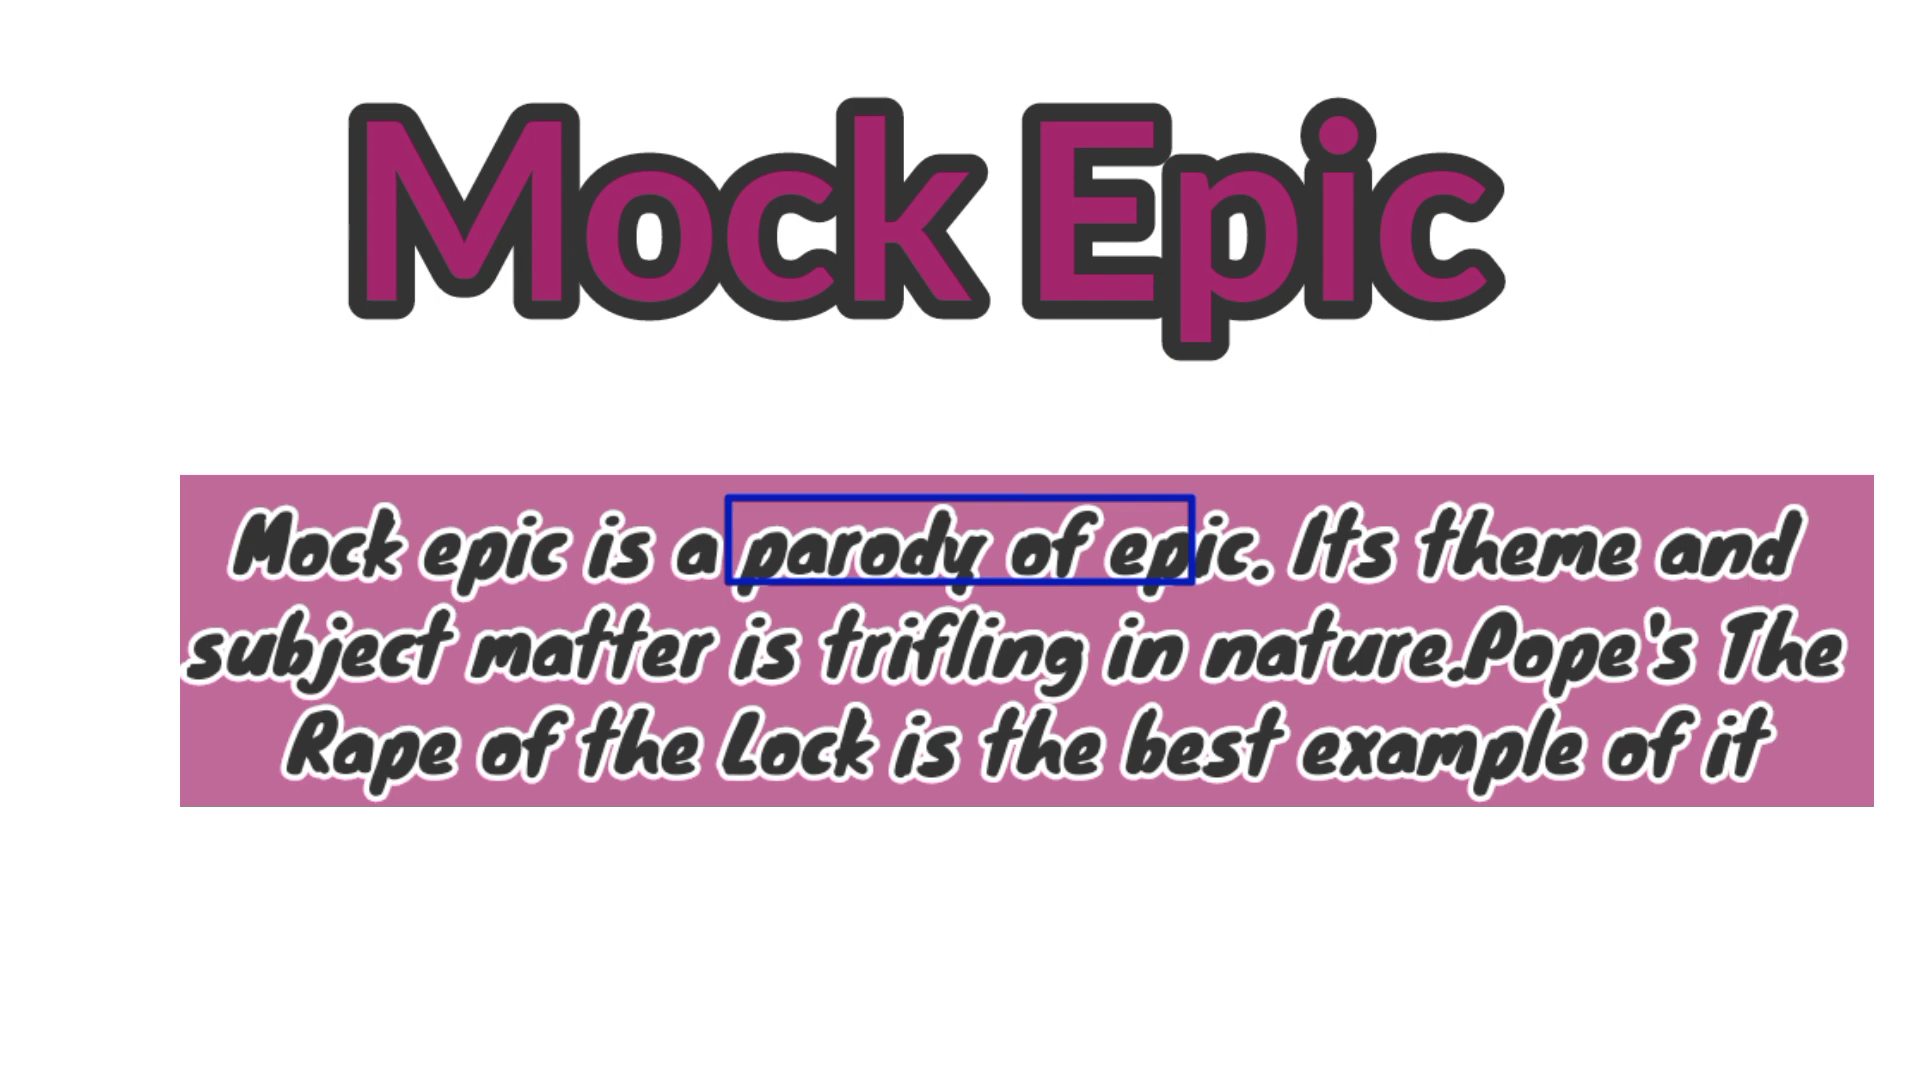 Mock Epic
Mock epic is a parody of epic. Its theme and
subject matter is trifling in nature.Pope's The
Rape of the Lock is the best example of it